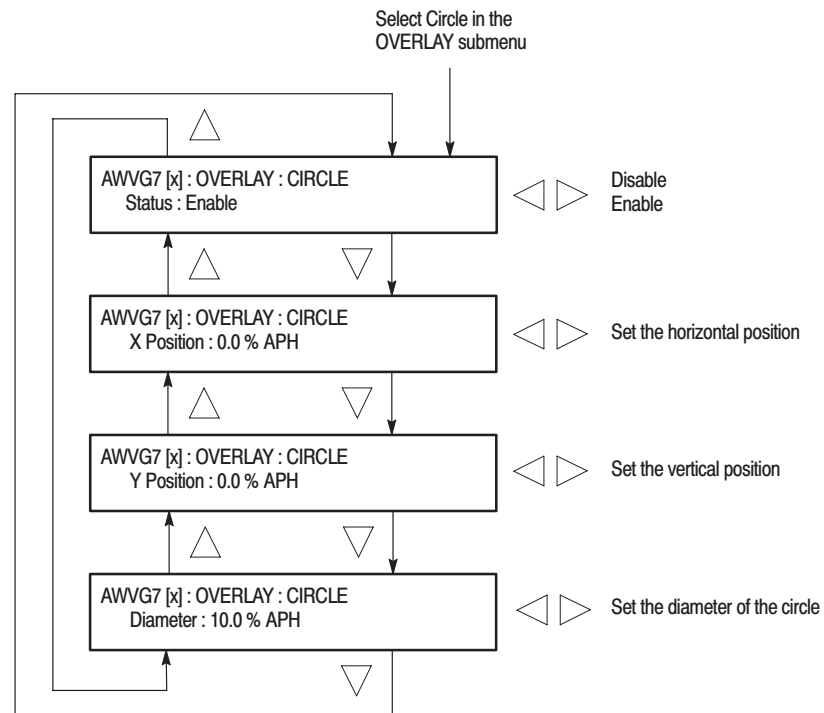 Select Circle in the
OVERLAY submenu
AWVG7 [x] : OVERLAY : CIRCLE
Status : Enable
Disable
Enable
AWVG7 [x] : OVERLAY : CIRCLE
X Position : 0.0 % APH
Set the horizontal position
AWVG7 [x] : OVERLAY : CIRCLE
Y Position : 0.0 % APH
Set the vertical position
AWVG7 [x] : OVERLAY : CIRCLE
Diameter : 10.0 % APH
Set the diameter of the circle